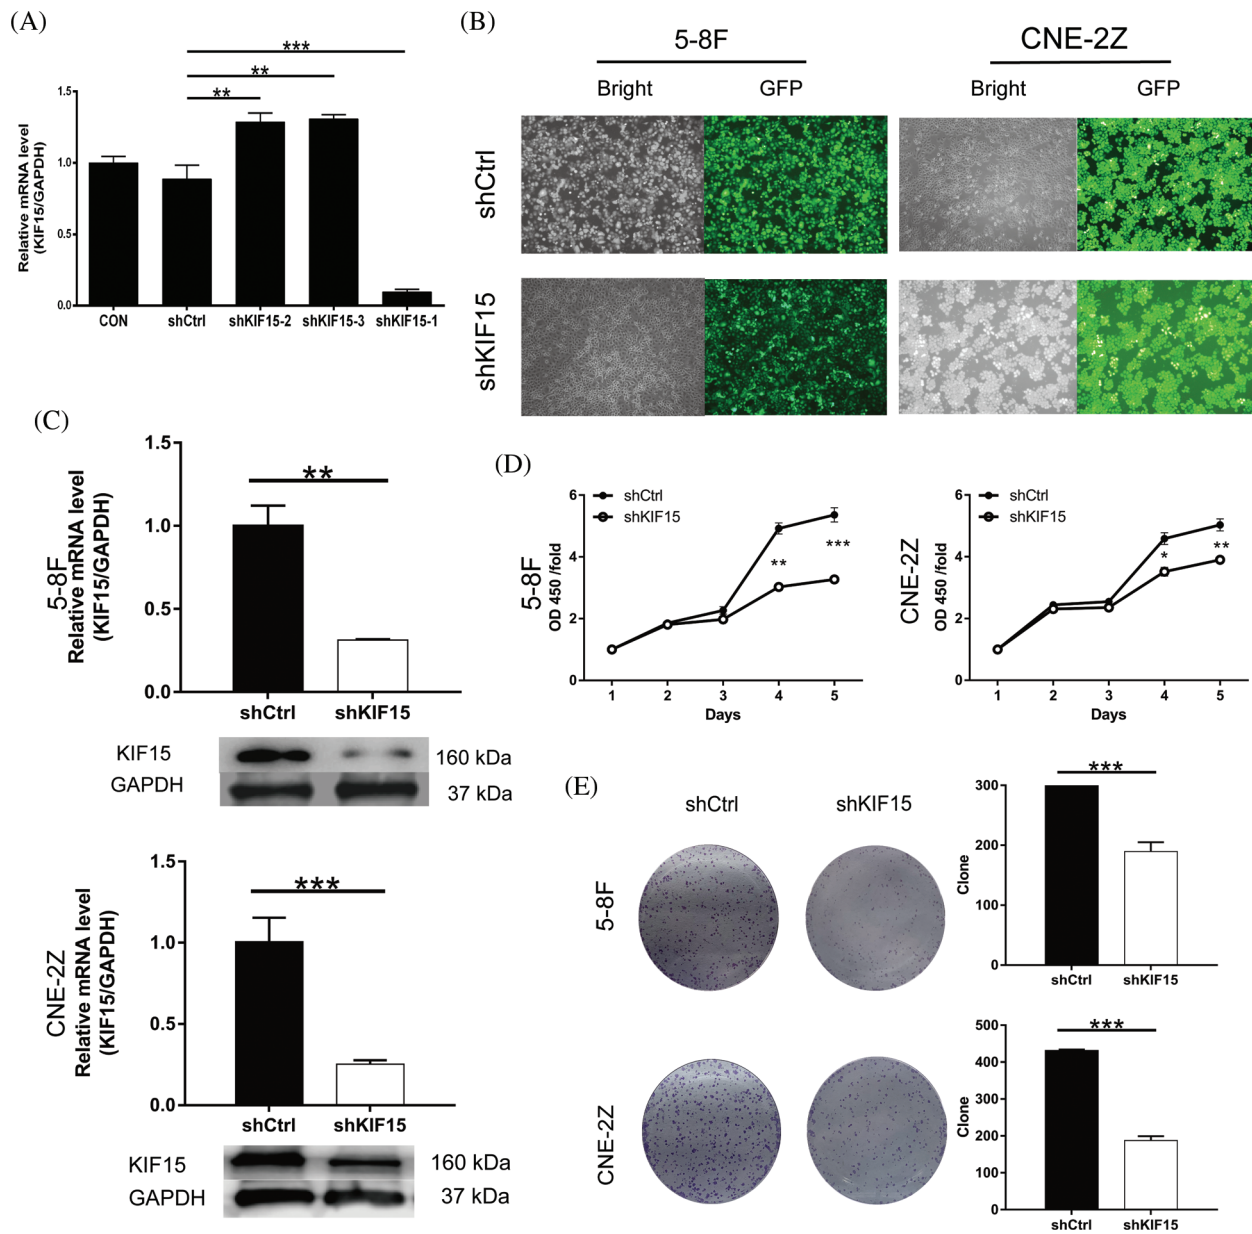 (A)
***
**
**
Relative mRNA level
(KIF15/GAPDH)
1.5
1.0
0.5
0.0
CON shCtrl shKIF15-2 shKIF15-3 shKIF15-1
(B)
5-8F CNE-2Z
Bright GFP Bright GFP
shCtrl
shKIF15
(C)
5-8F
Relative mRNA level
(KIF15/GAPDH)
1.5
1.0
0.5
0.0
**
shCtrl shKIF15
KIF15 160 kDa
GAPDH 37 kDa
CNE-2Z
Relative mRNA level
(KIF15/GAPDH)
1.5
1.0
0.5
0.0
***
shCtrl shKIF15
KIF15 160 kDa
GAPDH 37 kDa
(D)
5-8F
OD 450 /fold
6
4
2
0
shCtrl
shKIF15
**
***
1 2 3 4 5
Days
CNE-2Z
OD 450 /fold
6
4
2
0
shCtrl
shKIF15
*
**
1 2 3 4 5
Days
(E)
shCtrl shKIF15
5-8F
Clone
300
200
100
0
***
shCtrl shKIF15
CNE-2Z
Clone
500
400
300
200
100
0
***
shCtrl shKIF15